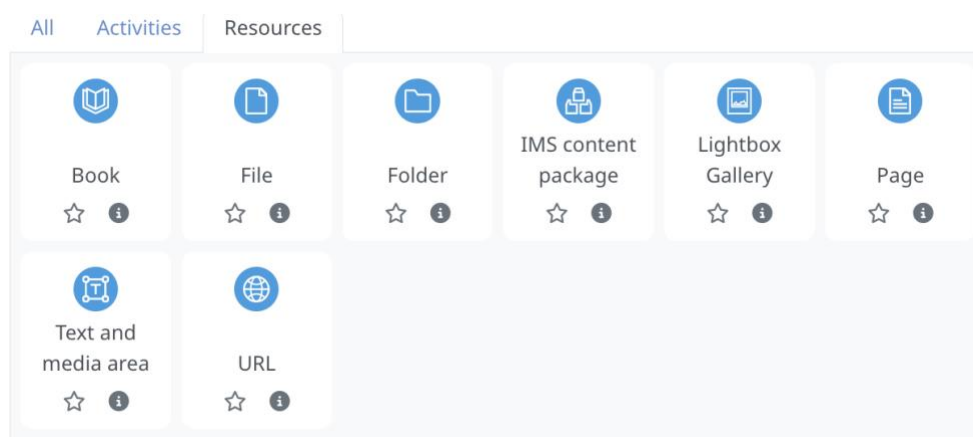 All Activities Resources
Book
File
Folder
IMS content
package
Lightbox
Gallery
Page
Text and
media area
URL